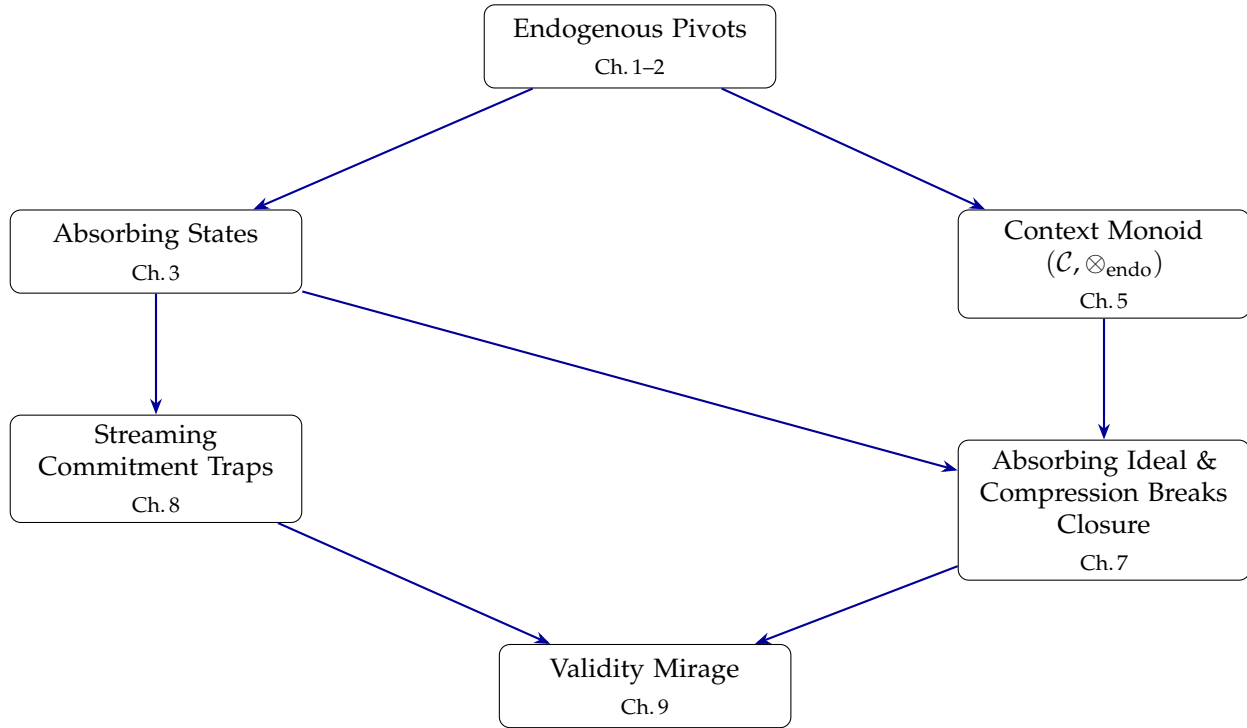 Endogenous Pivots
Ch. 1–2
Absorbing States
Ch. 3
Context Monoid
(𝒞, ⊗endo)
Ch. 5
Streaming
Commitment Traps
Ch. 8
Absorbing Ideal &
Compression Breaks
Closure
Ch. 7
Validity Mirage
Ch. 9